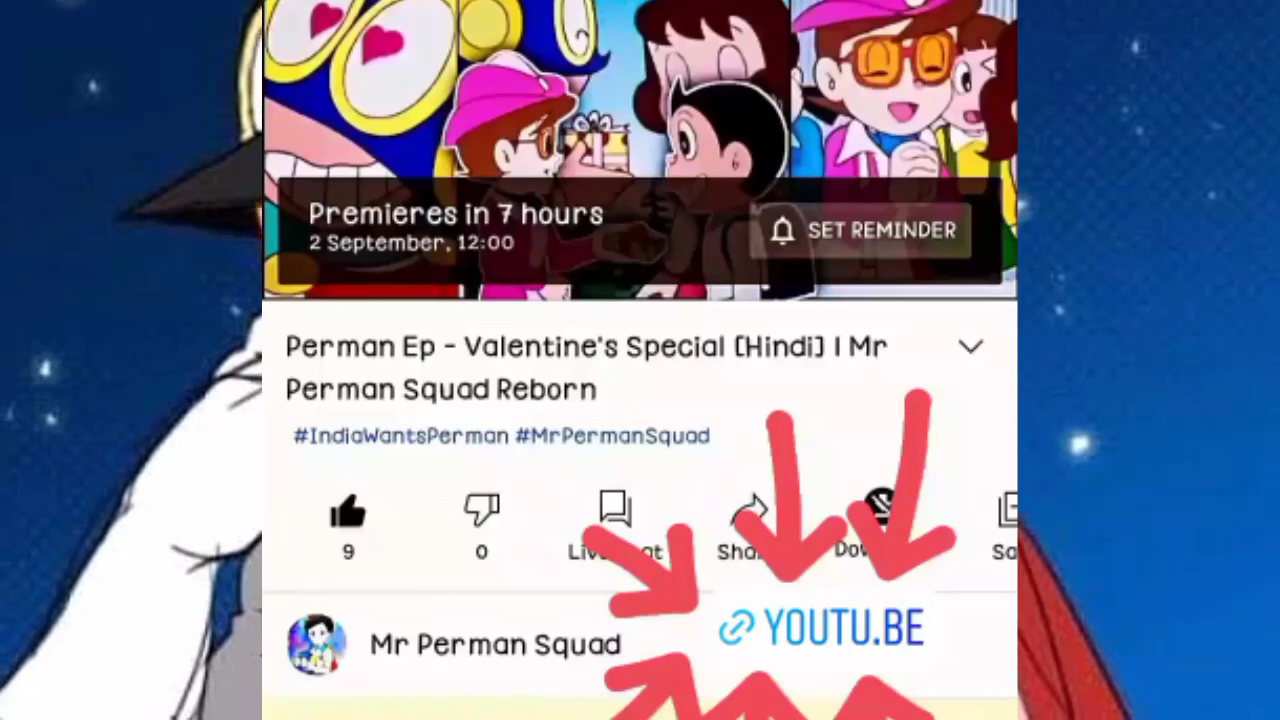 Premieres in 7 hours
2 September, 12:00
SET REMINDER
Perman Ep - Valentine's Special [Hindi] I Mr
Perman Squad Reborn
#IndiaWantsPerman #MrPermanSquad
9
0
Mr Perman Squad
YOUTU.BE